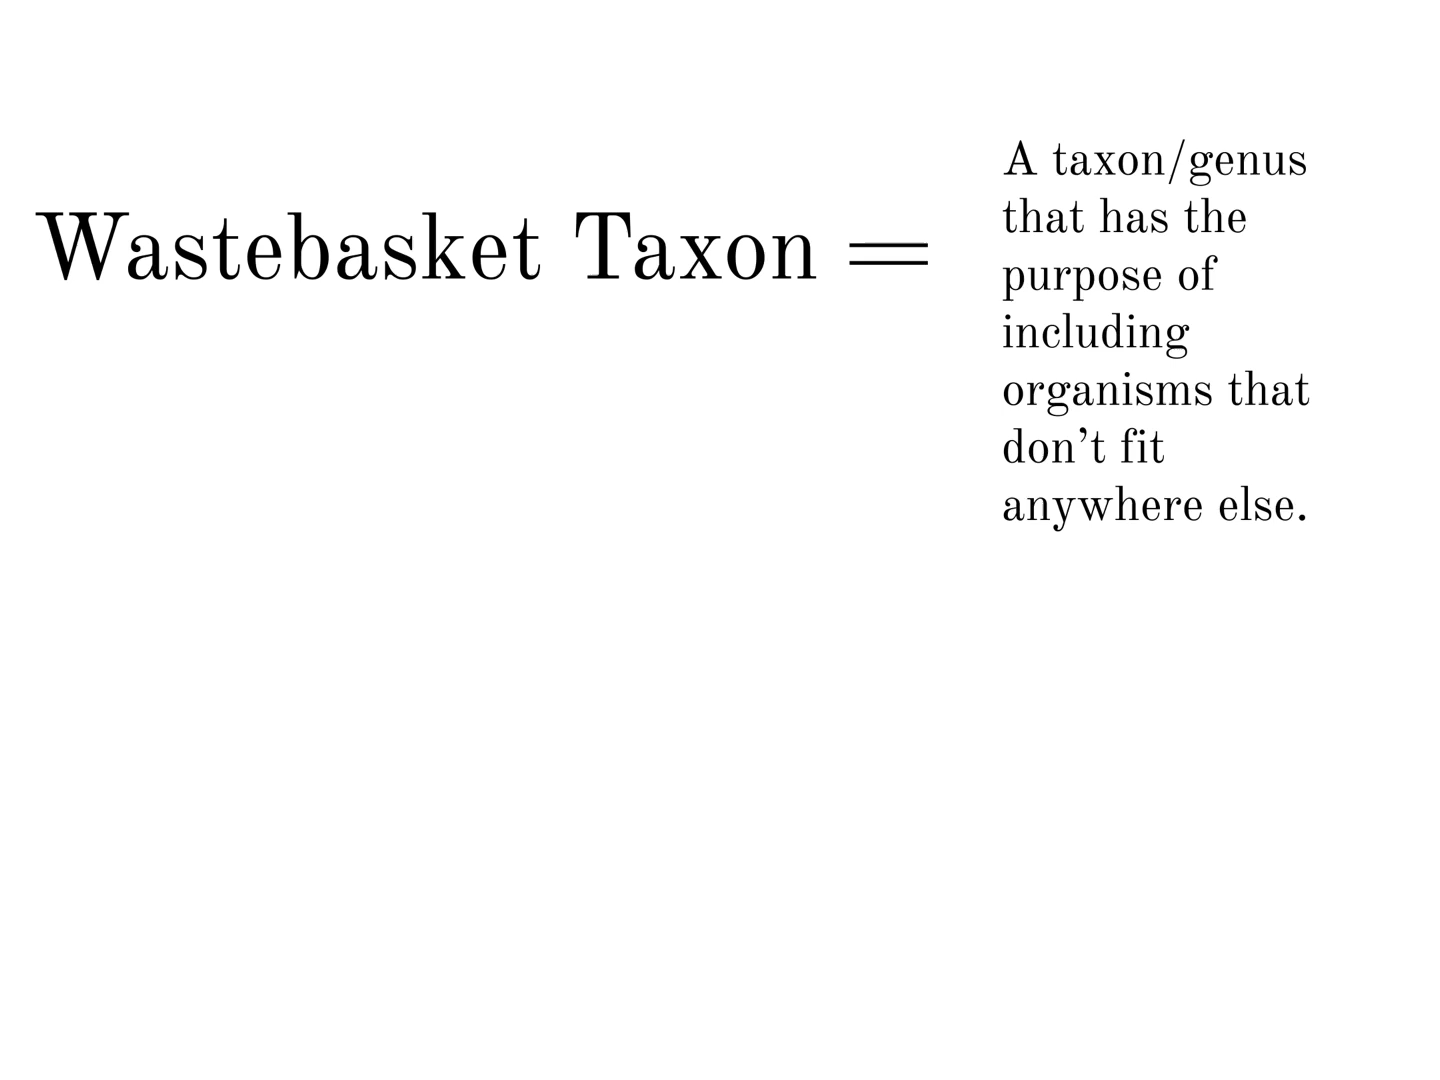 Wastebasket Taxon =
A taxon/genus
that has the
purpose of
including
organisms that
don’t fit
anywhere else.